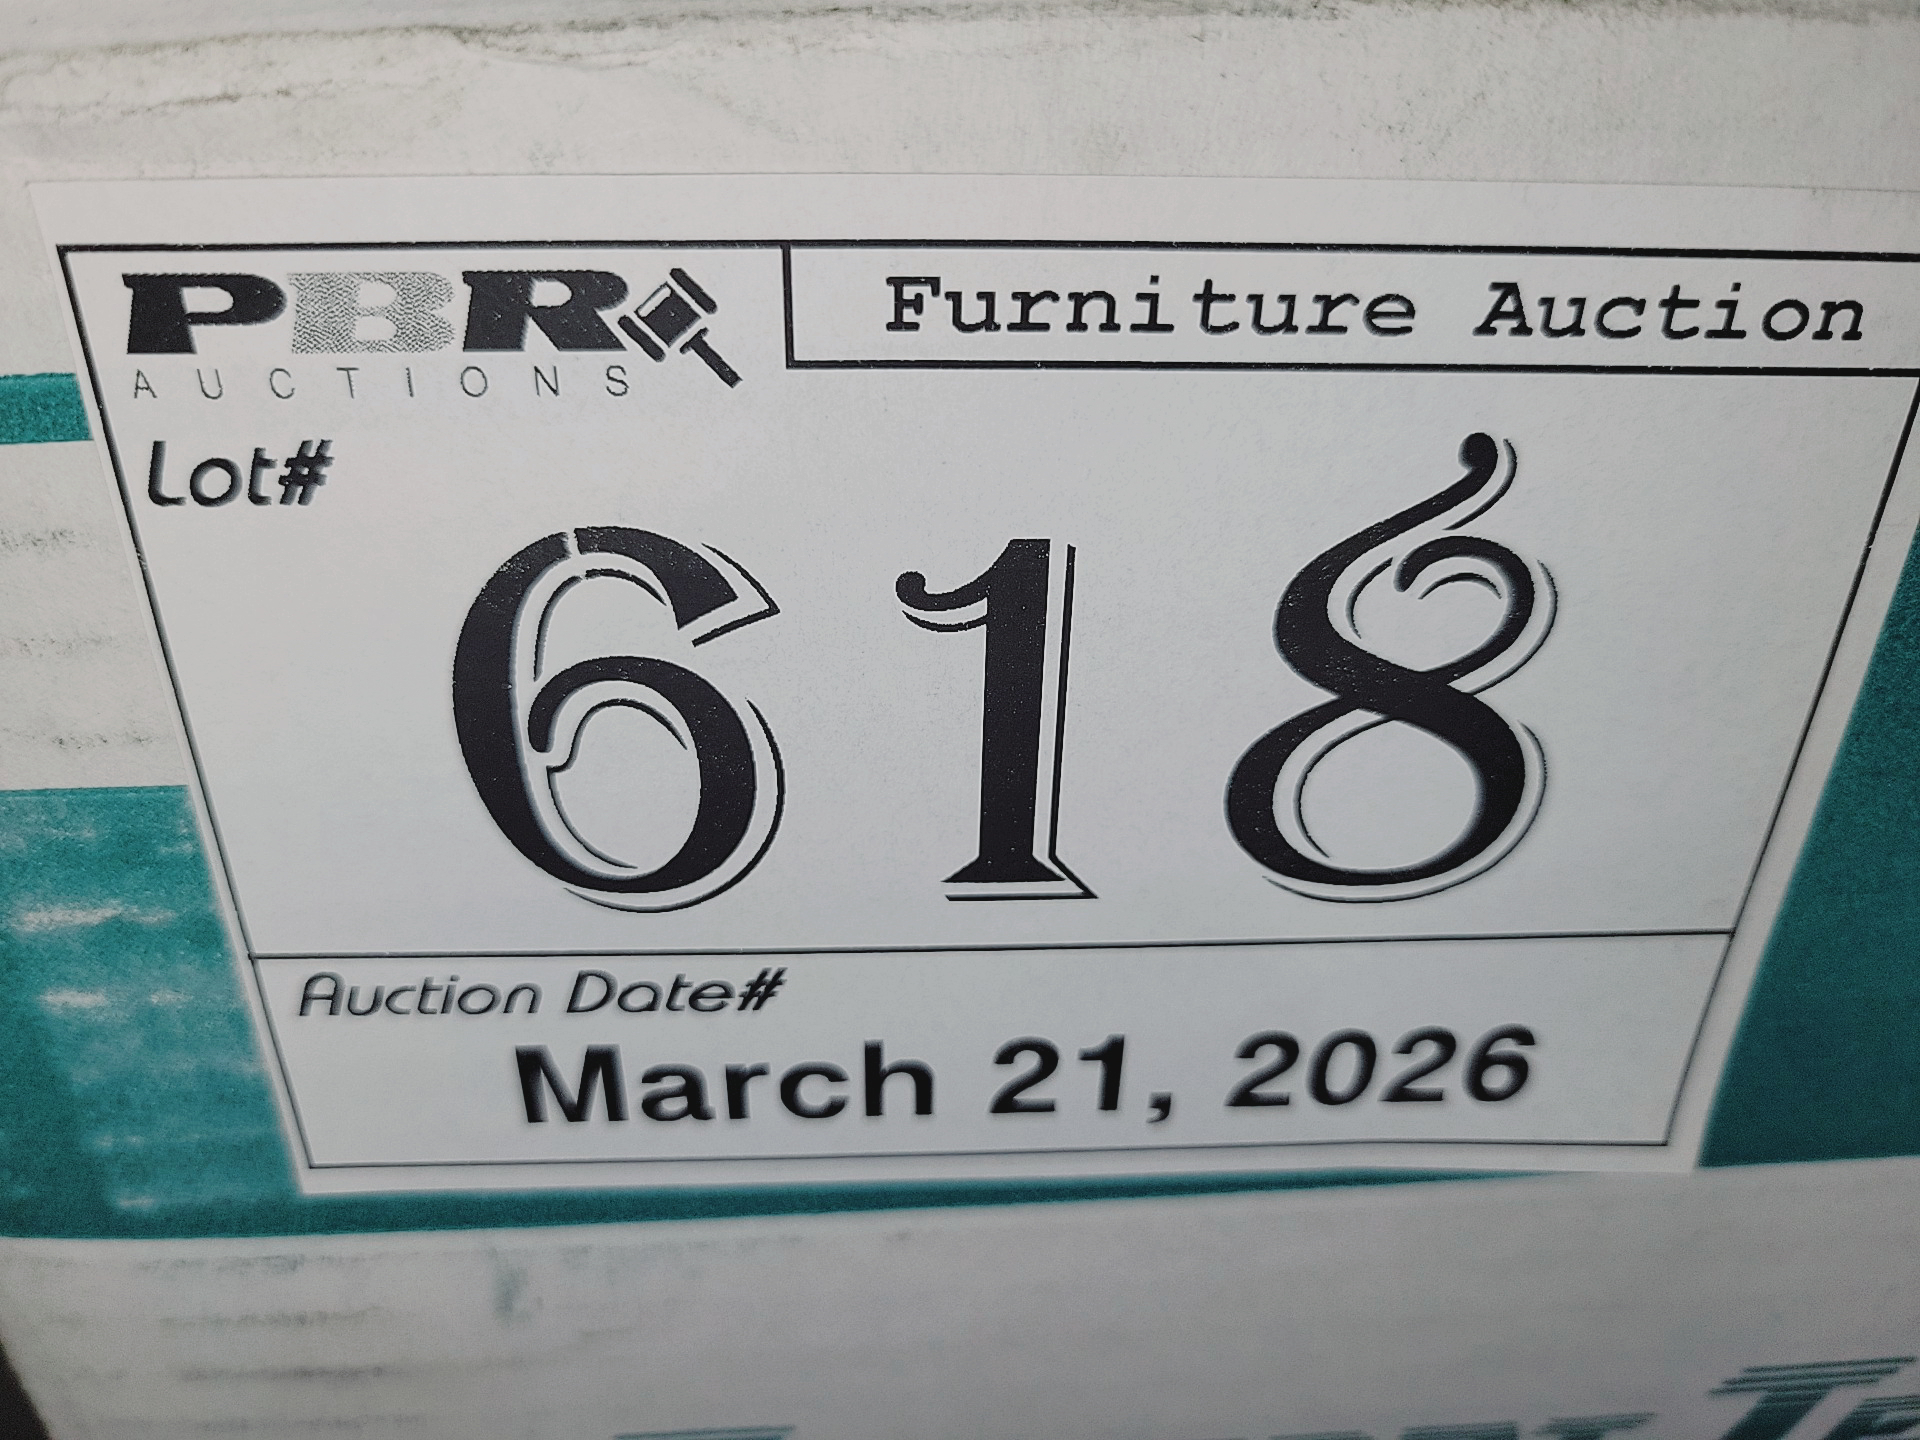 PBR
AUCTIONS
Furniture Auction
Lot#
618
Auction Date#
March 21, 2026